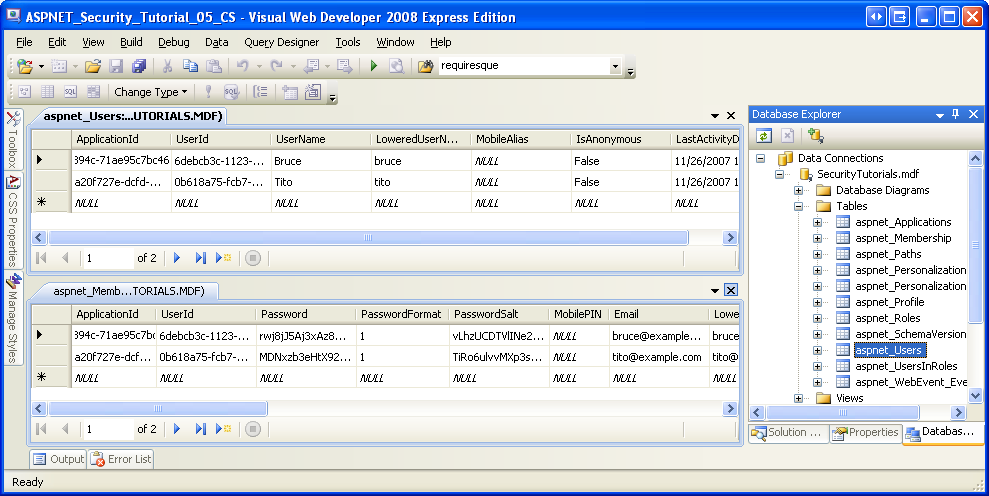 ASPNET_Security_Tutorial_05_CS - Visual Web Developer 2008 Express Edition
File Edit View Build Debug Data Query Designer Tools Window Help
requiresque
Change Type
aspnet_Users:...UTORIALS.MDF)
ApplicationId UserId UserName LoweredUserN... MobileAlias IsAnonymous LastActivityD
394c-71ae95c7bc46 6debcb3c-1123-... Bruce bruce NULL False 11/26/2007 1
a20f727e-dcfd-... 0b618a75-fcb7-... Tito tito NULL False 11/26/2007 1
NULL NULL NULL NULL NULL NULL NULL
1 of 2
aspnet_Memb...TORIALS.MDF)
ApplicationId UserId Password PasswordFormat PasswordSalt MobilePIN Email Lowe
394c-71ae95c7bc 6debcb3c-1123-... rwj8jJ5Aj3xAz8... 1 vLhzUCDTVlINe2... NULL bruce@example... bruce
a20f727e-dcf... 0b618a75-fcb7-... MDNxzb3eHtX92... 1 TiRo6ulvvMXp3s... NULL tito@example.com tito@
NULL NULL NULL NULL NULL NULL NULL NULL
1 of 2
Toolbox
CSS Properties
Manage Styles
Database Explorer
Data Connections
SecurityTutorials.mdf
Database Diagrams
Tables
aspnet_Applications
aspnet_Membership
aspnet_Paths
aspnet_Personalization
aspnet_Personalization
aspnet_Profile
aspnet_Roles
aspnet_SchemaVersion
aspnet_Users
aspnet_UsersInRoles
aspnet_WebEvent_Eve
Views
Solution ... Properties Databas...
Output Error List
Ready